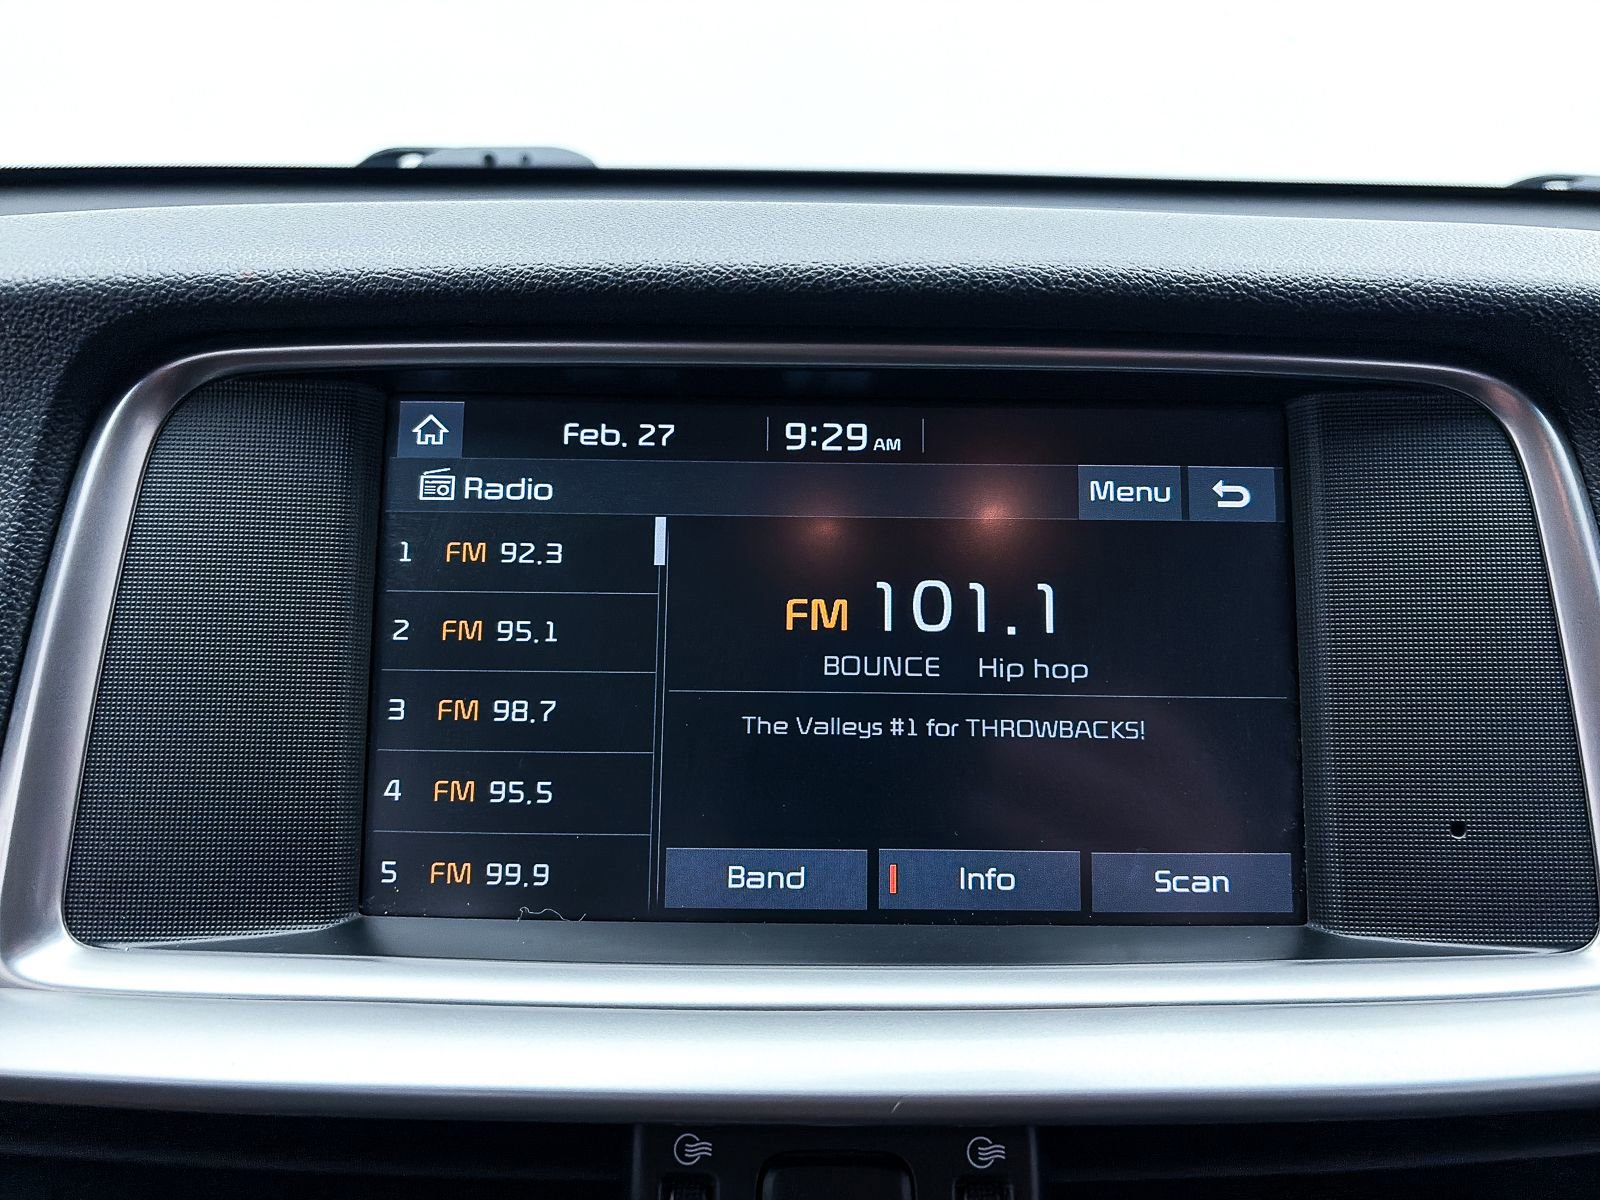 Feb. 27 9:29 AM
Radio Menu
1 FM 92.3
2 FM 95.1
3 FM 98.7
4 FM 95.5
5 FM 99.9
FM 101.1
BOUNCE Hip hop
The Valleys #1 for THROWBACKS!
Band Info Scan